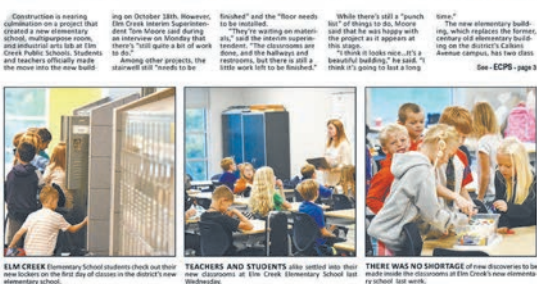 Construction is nearing
culmination on a project that
created a new elementary
school, multipurpose room,
and industrial arts lab at Elm
Creek Public Schools. Students
and teachers officially made
the move into the new build-
ing on October 18th. However,
Elm Creek Interim Superinten-
dent Tom Moore said during
an interview on Monday that
there's "still quite a bit of work
to do."
Among other projects, the
stairwell still "needs to be
finished" and the "floor needs
to be installed.
"They're waiting on materi-
als," said the interim superin-
tendent. "The classrooms are
done, and the hallways and
restrooms, but there is still a
little work left to be finished."
While there's still a "punch
list" of things to do, Moore
said that he was happy with
the project as it appears at
this stage.
"I think it looks nice...It's a
beautiful building," he said. "I
think it's going to last a long
time."
The new elementary build-
ing, which replaces the former,
century old elementary build-
ing on the district's Calkins
Avenue campus, has two class
See - ECPS - page 3
ELM CREEK Elementary School students check out their
new lockers on the first day of classes in the district's new
elementary school.
TEACHERS AND STUDENTS alike settled into their
new classrooms at Elm Creek Elementary School last
Wednesday.
THERE WAS NO SHORTAGE of new discoveries to be
made inside the classrooms at Elm Creek's new elementa-
ry school last week.